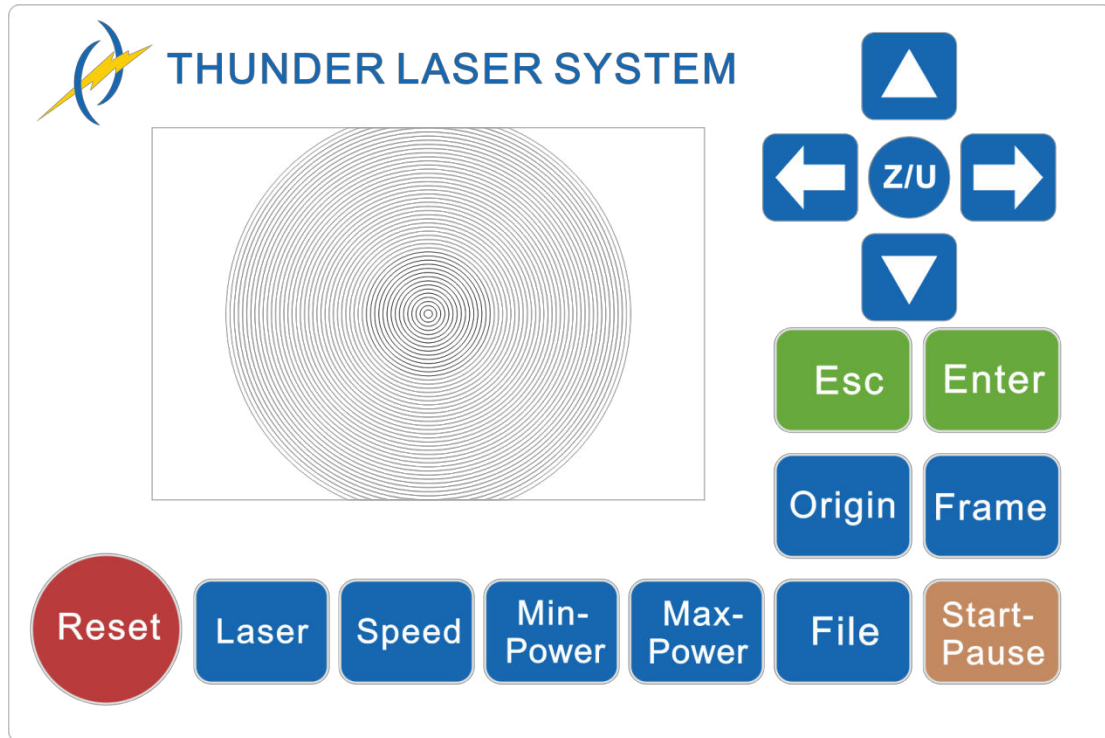 THUNDER LASER SYSTEM
Z/U
Esc
Enter
Origin
Frame
Reset
Laser
Speed
Min-
Power
Max-
Power
File
Start-
Pause